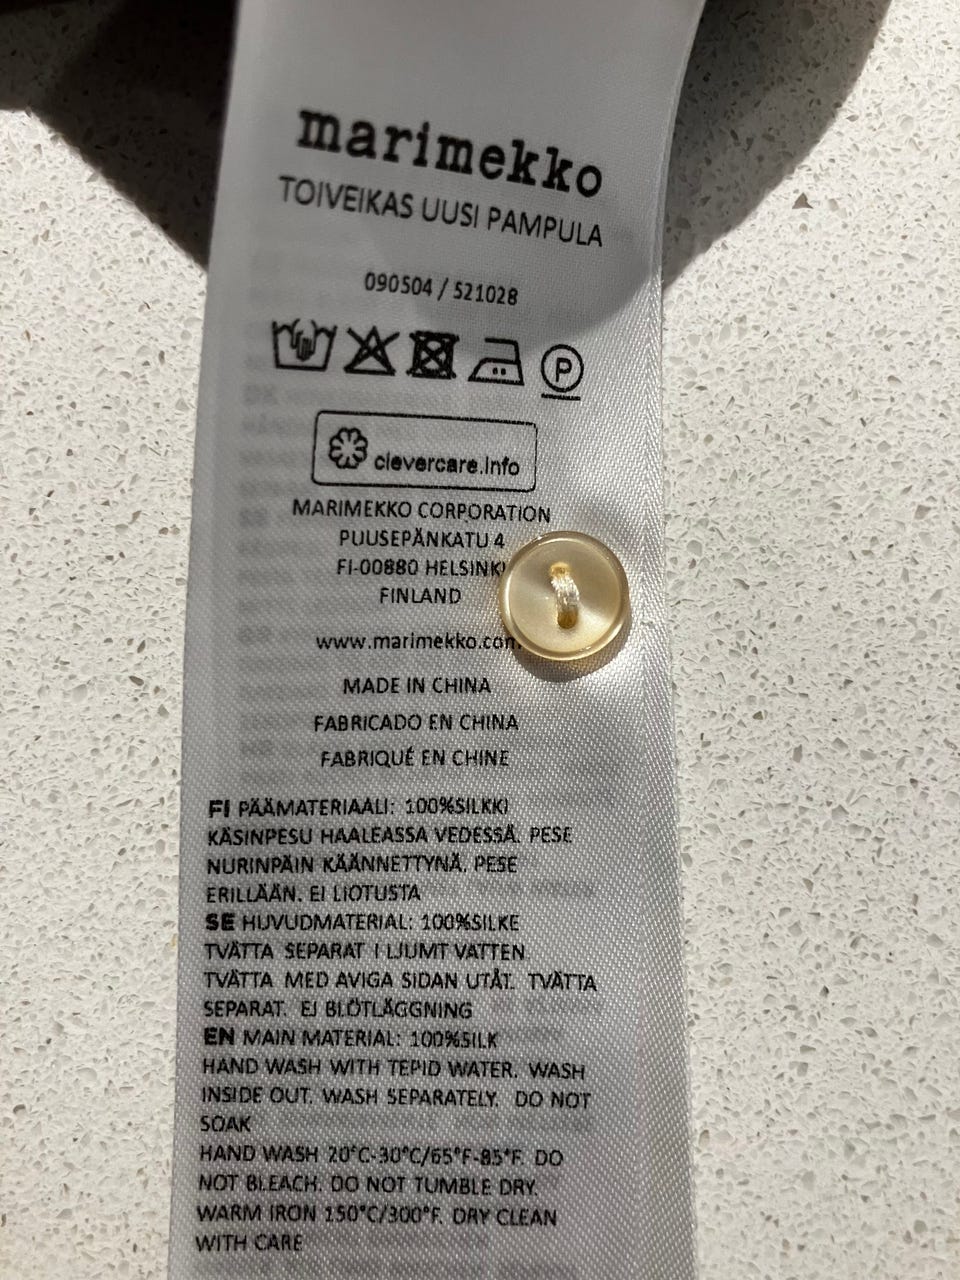 marimekko
TOIVEIKAS UUSI PAMPULA
090504 / 521028
P
clevercare.info
MARIMEKKO CORPORATION
PUUSEPÄNKATU 4
FI-00880 HELSINKI
FINLAND
www.marimekko.com
MADE IN CHINA
FABRICADO EN CHINA
FABRIQUÉ EN CHINE
FI PÄÄMATERIAALI: 100%SILKKI
KÄSINPESU HAALEASSA VEDESSÄ. PESE
NURINPÄIN KÄÄNNETTYNÄ. PESE
ERILLÄÄN. EI LIOTUSTA
SE HUVUDMATERIAL: 100%SILKE
TVÄTTA SEPARAT I LJUMT VATTEN.
TVÄTTA MED AVIGA SIDAN UTÅT. TVÄTTA
SEPARAT. EJ BLÖTLÄGGNING
EN MAIN MATERIAL: 100%SILK
HAND WASH WITH TEPID WATER. WASH
INSIDE OUT. WASH SEPARATELY. DO NOT
SOAK
HAND WASH 20°C-30°C/65°F-85°F. DO
NOT BLEACH. DO NOT TUMBLE DRY.
WARM IRON 150°C/300°F. DRY CLEAN
WITH CARE